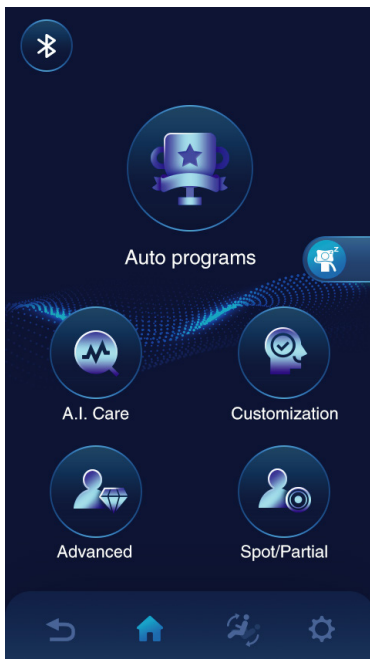 Auto programs
A.I. Care
Customization
Advanced
Spot/Partial